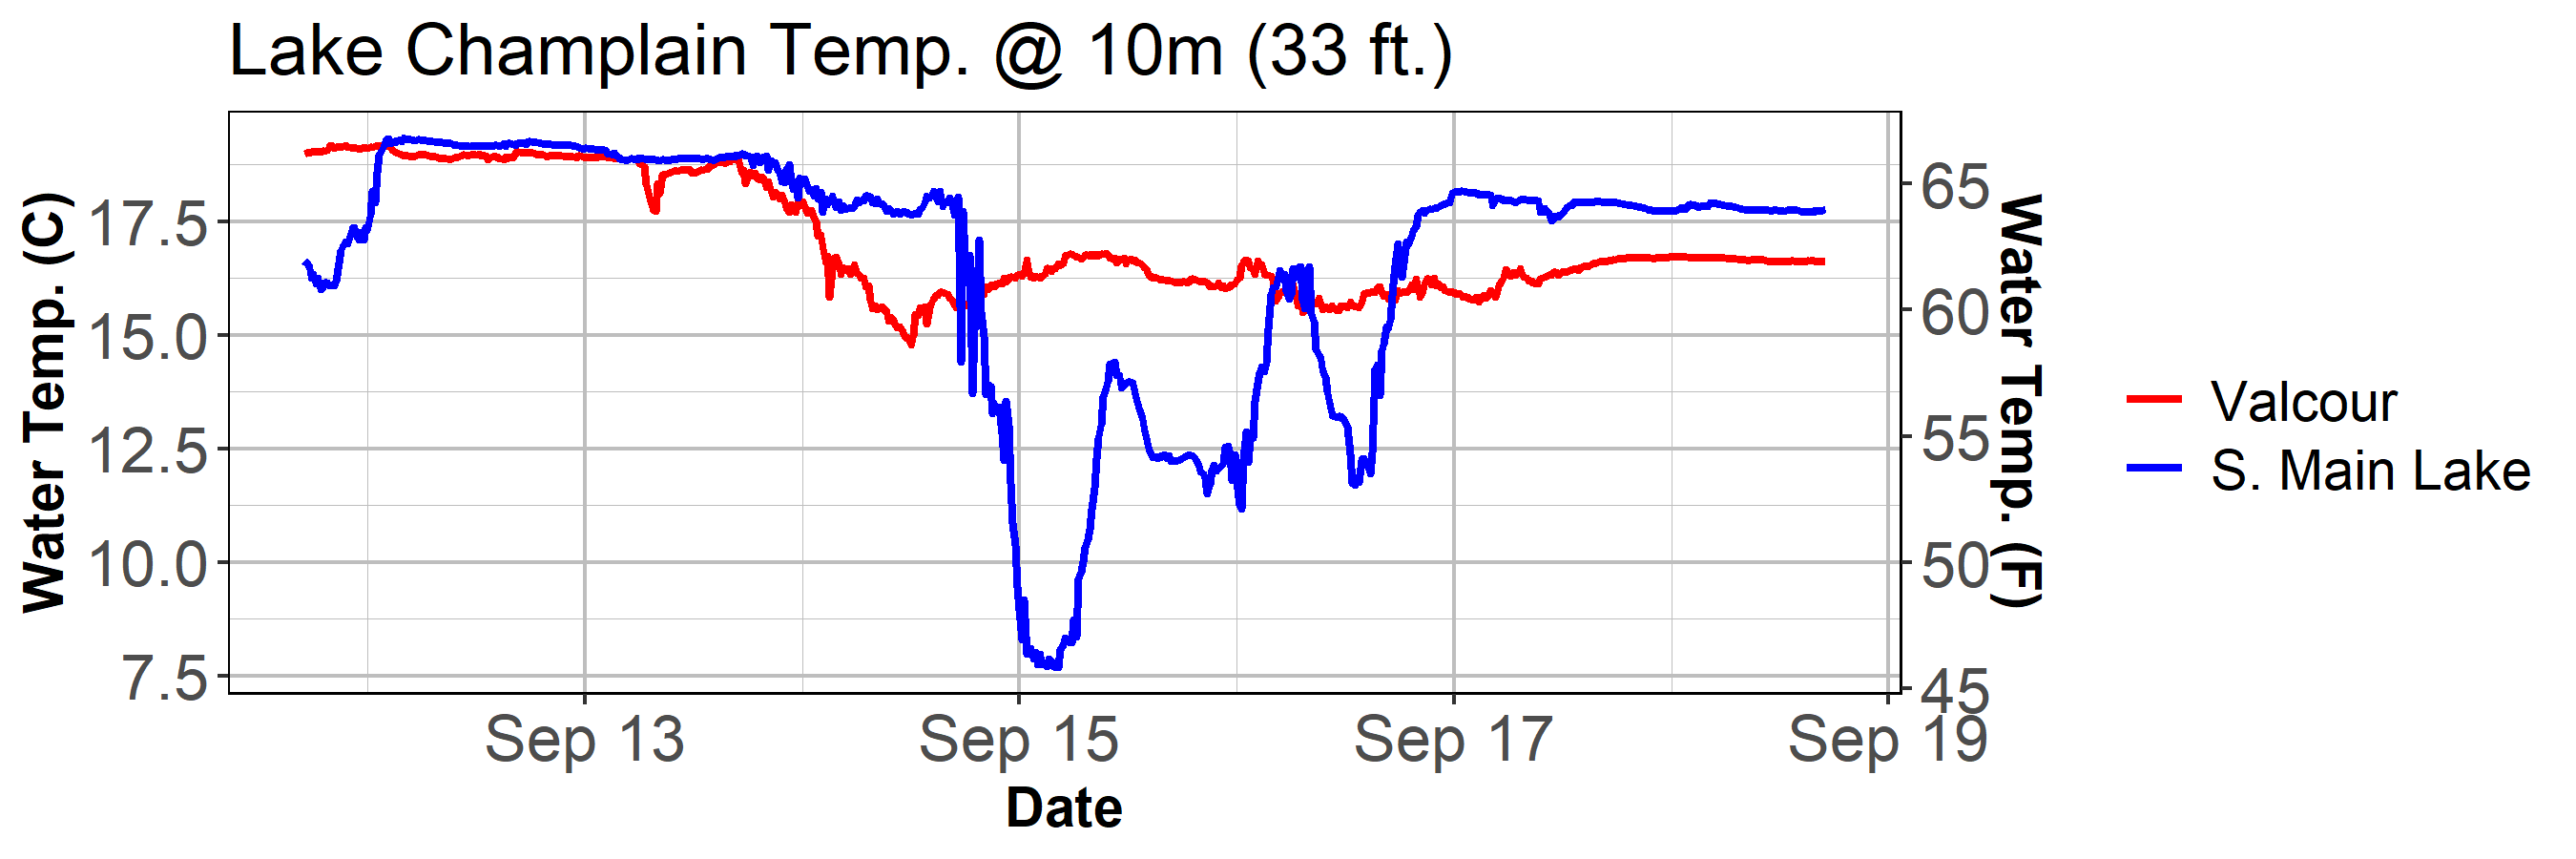 Lake Champlain Temp. @ 10m (33 ft.)
Water Temp. (C)
17.5
15.0
12.5
10.0
7.5
65
60
55
50
45
Water Temp. (F)
Sep 13
Sep 15
Sep 17
Sep 19
Date
Valcour
S. Main Lake